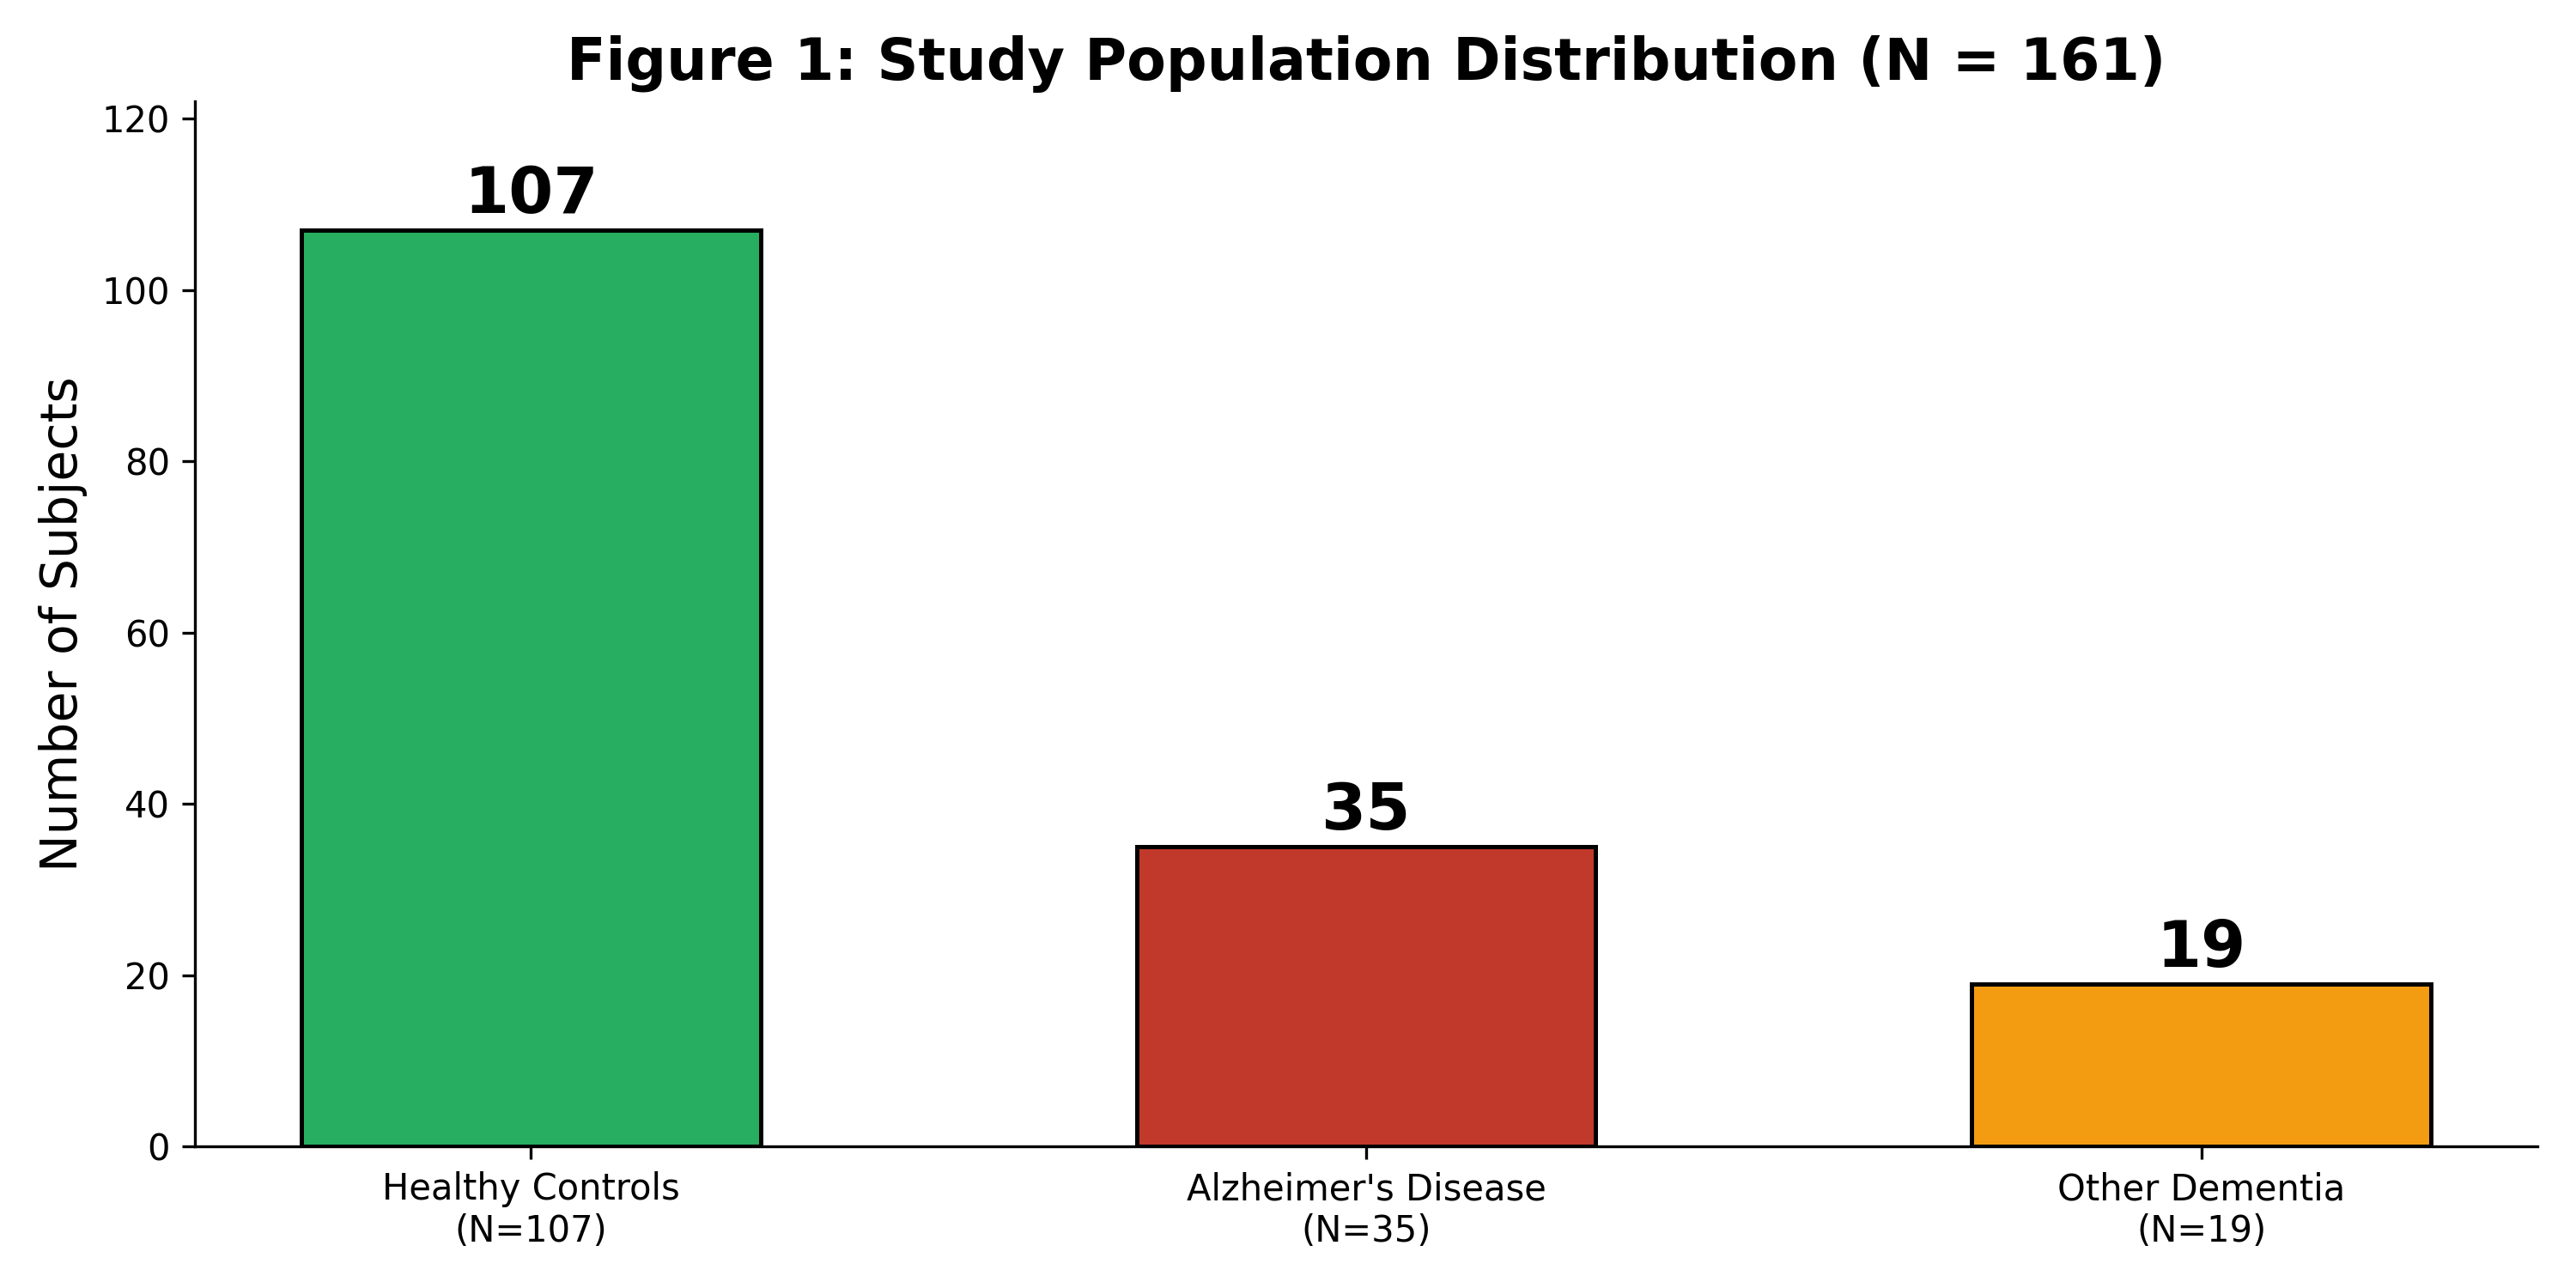 Figure 1: Study Population Distribution (N = 161)
Number of Subjects
120
100
80
60
40
20
0
107
35
19
Healthy Controls
(N=107)
Alzheimer's Disease
(N=35)
Other Dementia
(N=19)